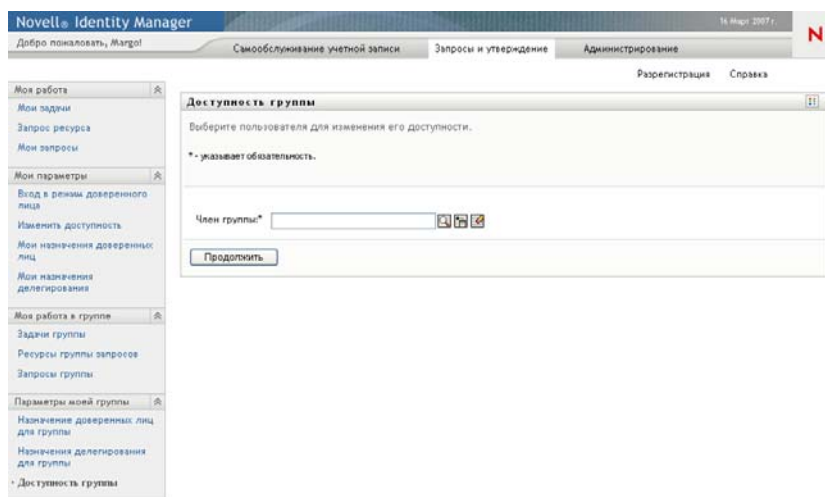 Novell® Identity Manager
16 Март 2007 г.
N
Добро пожаловать, Margo!
Самообслуживание учетной записи
Запросы и утверждение
Администрирование
Разрегистрация
Справка
Моя работа
Мои задачи
Запрос ресурса
Мои запросы
Мои параметры
Вход в режим доверенного
лица
Изменить доступность
Мои назначения доверенных
лиц
Мои назначения
делегирования
Моя работа в группе
Задачи группы
Ресурсы группы запросов
Запросы группы
Параметры моей группы
Назначение доверенных лиц
для группы
Назначения делегирования
для группы
Доступность группы
Доступность группы
Выберите пользователя для изменения его доступности.
* - указывает обязательность.
Член группы:*
Продолжить